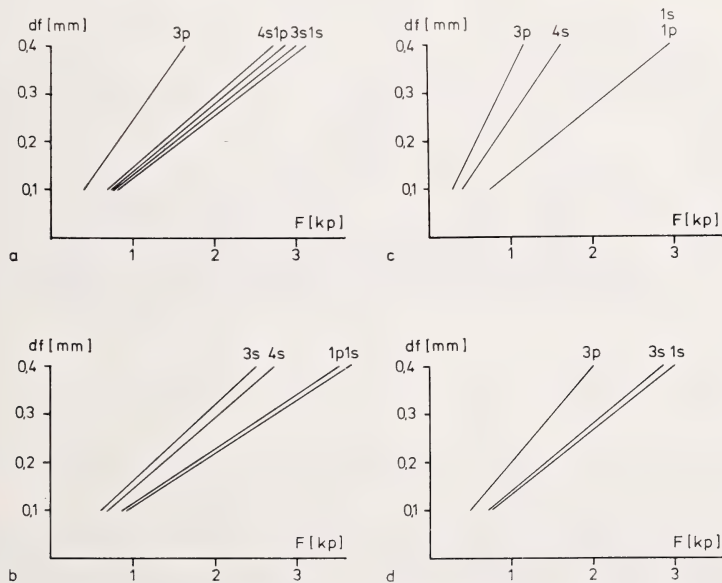 df [mm]
3p 4s1p 3s1s
0,4
0,3
0,2
0,1
F [kp]
1 2 3
a
df [mm]
1s
3p 4s 1p
0,4
0,3
0,2
0,1
F [kp]
1 2 3
c
df [mm]
3s 4s 1p1s
0,4
0,3
0,2
0,1
F [kp]
1 2 3
b
df [mm]
3p 3s 1s
0,4
0,3
0,2
0,1
F [kp]
1 2 3
d